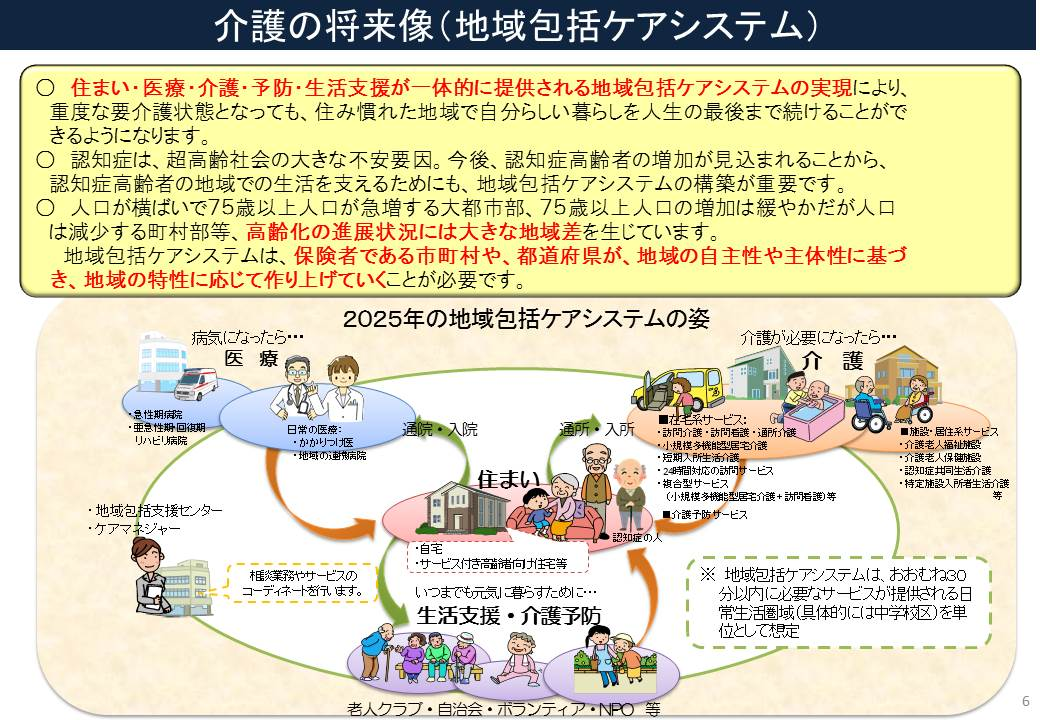 介護の将来像（地域包括ケアシステム）
○　住まい・医療・介護・予防・生活支援が一体的に提供される地域包括ケアシステムの実現により、
重度な要介護状態となっても、住み慣れた地域で自分らしい暮らしを人生の最後まで続けることがで
きるようになります。
○　認知症は、超高齢社会の大きな不安要因。今後、認知症高齢者の増加が見込まれることから、
認知症高齢者の地域での生活を支えるためにも、地域包括ケアシステムの構築が重要です。
○　人口が横ばいで75歳以上人口が急増する大都市部、75歳以上人口の増加は緩やかだが人口
は減少する町村部等、高齢化の進展状況には大きな地域差を生じています。
地域包括ケアシステムは、保険者である市町村や、都道府県が、地域の自主性や主体性に基づ
き、地域の特性に応じて作り上げていくことが必要です。
2025年の地域包括ケアシステムの姿
病気になったら･･･
医　療
・急性期病院
・亜急性期・回復期
リハビリ病院
日常の医療：
・かかりつけ医
・地域の連携病院
通院・入院
通所・入所
介護が必要になったら･･･
介　護
■在宅系サービス：
・訪問介護・訪問看護・通所介護
・小規模多機能型居宅介護
・短期入所生活介護
・24時間対応の訪問サービス
・複合型サービス
（小規模多機能型居宅介護＋訪問看護）等
■介護予防サービス
■施設・居住系サービス
・介護老人福祉施設
・介護老人保健施設
・認知症共同生活介護
・特定施設入所者生活介護
等
住まい
認知症の人
・自宅
・サービス付き高齢者向け住宅等
・地域包括支援センター
・ケアマネジャー
相談業務やサービスの
コーディネートを行います。
いつまでも元気に暮らすために･･･
生活支援・介護予防
老人クラブ・自治会・ボランティア・NPO　等
※　地域包括ケアシステムは、おおむね30
分以内に必要なサービスが提供される日
常生活圏域（具体的には中学校区）を単
位として想定
6